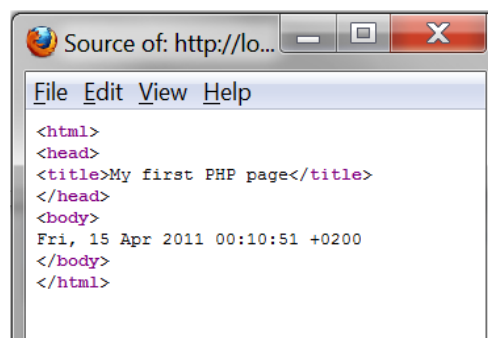 Source of: http://lo...
File Edit View Help
<html>
<head>
<title>My first PHP page</title>
</head>
<body>
Fri, 15 Apr 2011 00:10:51 +0200
</body>
</html>